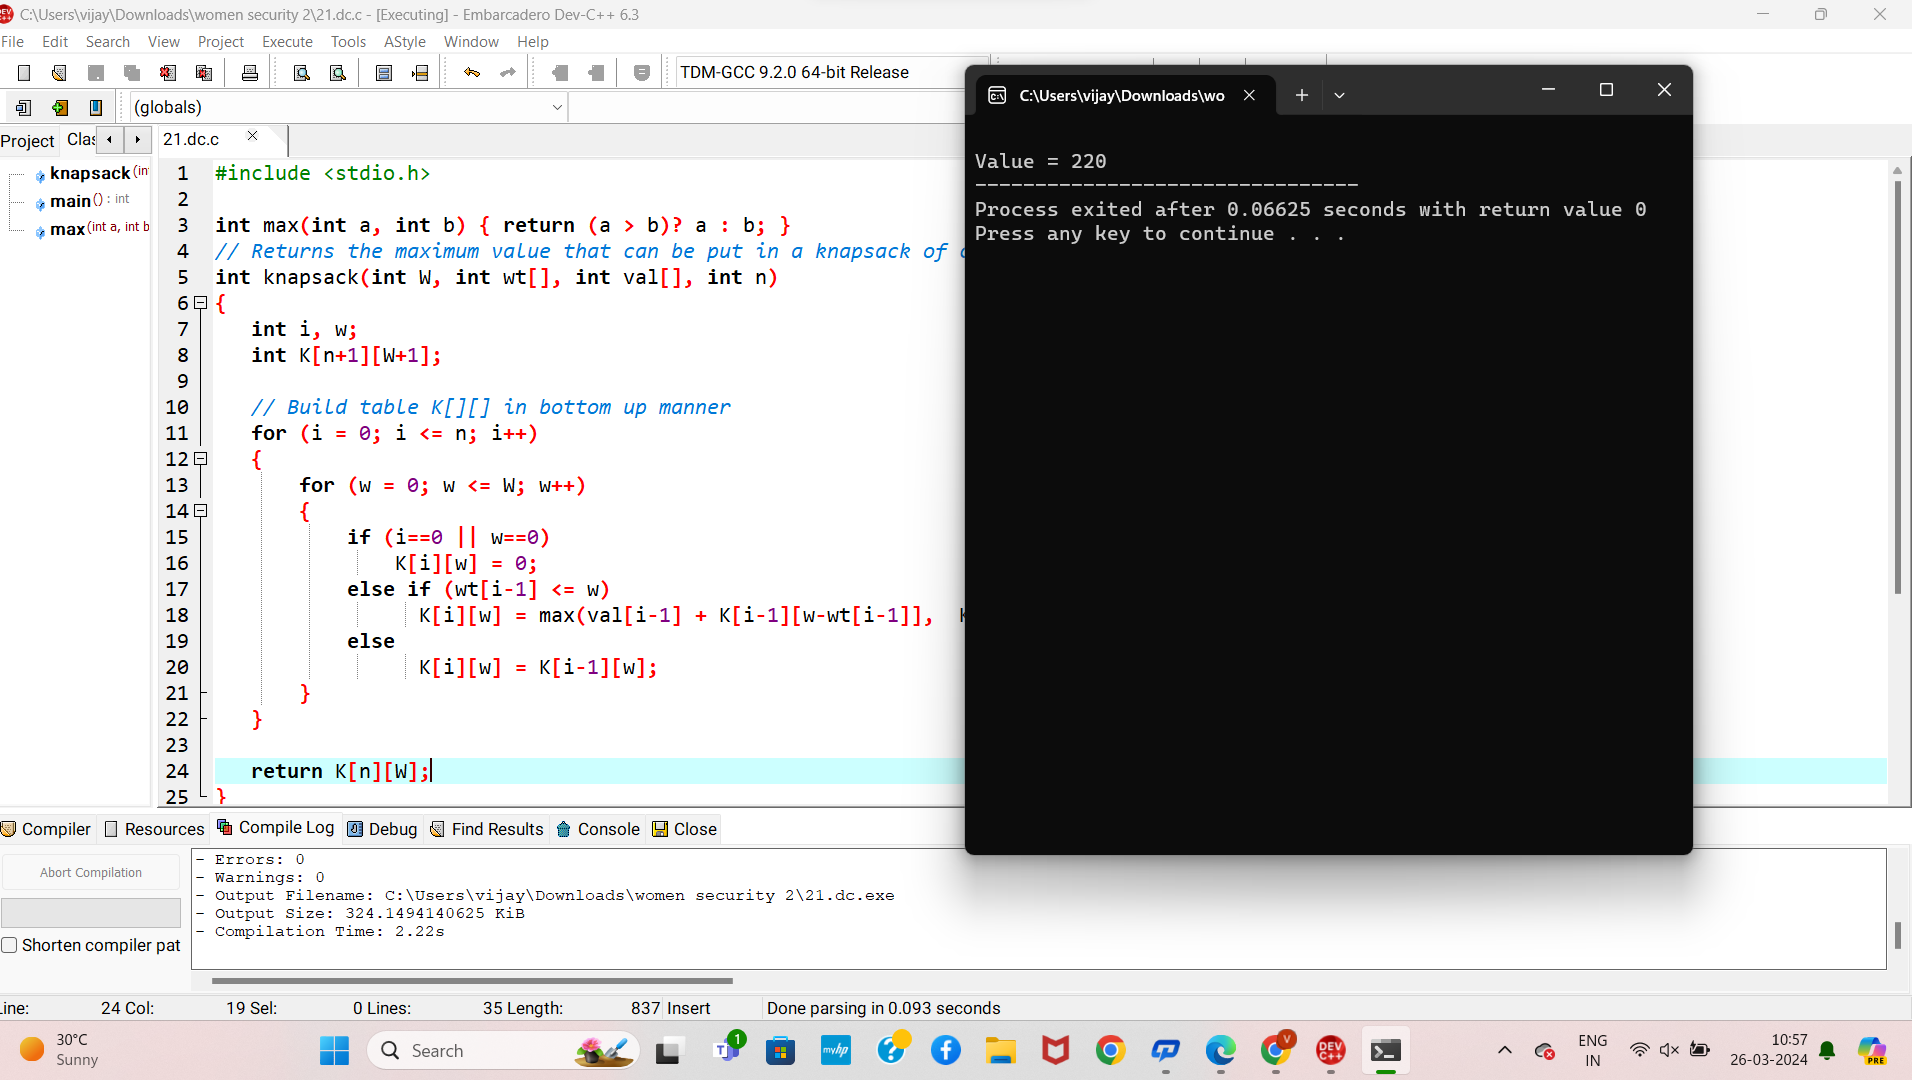 C:\Users\vijay\Downloads\women security 2\21.dc.c - [Executing] - Embarcadero Dev-C++ 6.3
File Edit Search View Project Execute Tools AStyle Window Help
TDM-GCC 9.2.0 64-bit Release
(globals)
Project Clas 21.dc.c
knapsack (in
main () : int
max (int a, int b
1 #include <stdio.h>
2
3 int max(int a, int b) { return (a > b)? a : b; }
4 // Returns the maximum value that can be put in a knapsack of
5 int knapsack(int W, int wt[], int val[], int n)
6 {
7 int i, w;
8 int K[n+1][W+1];
9
10 // Build table K[][] in bottom up manner
11 for (i = 0; i <= n; i++)
12 {
13 for (w = 0; w <= W; w++)
14 {
15 if (i==0 || w==0)
16 K[i][w] = 0;
17 else if (wt[i-1] <= w)
18 K[i][w] = max(val[i-1] + K[i-1][w-wt[i-1]], K
19 else
20 K[i][w] = K[i-1][w];
21 }
22 }
23
24 return K[n][W];
25 }
C:\Users\vijay\Downloads\wo
Value = 220
--------------------------------
Process exited after 0.06625 seconds with return value 0
Press any key to continue . . .
Compiler Resources Compile Log Debug Find Results Console Close
Abort Compilation
Shorten compiler pat
- Errors: 0
- Warnings: 0
- Output Filename: C:\Users\vijay\Downloads\women security 2\21.dc.exe
- Output Size: 324.1494140625 KiB
- Compilation Time: 2.22s
Line: 24 Col: 19 Sel: 0 Lines: 35 Length: 837 Insert Done parsing in 0.093 seconds
30°C
Sunny
Search
1
myhp
V
DEV
C++
ENG
IN
10:57
26-03-2024
PRE